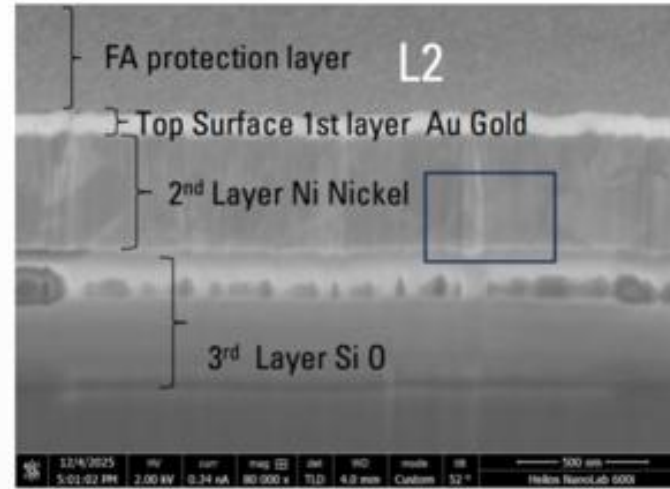 FA protection layer L2
Top Surface 1st layer Au Gold
2nd Layer Ni Nickel
3rd Layer Si O
12/4/2025 HV curr mag det WD mode tilt 500 nm
5:01:02 PM 2.00 kV 0.34 nA 80 000 x TLD 4.0 mm Custom 52 ° Helios NanoLab 600i